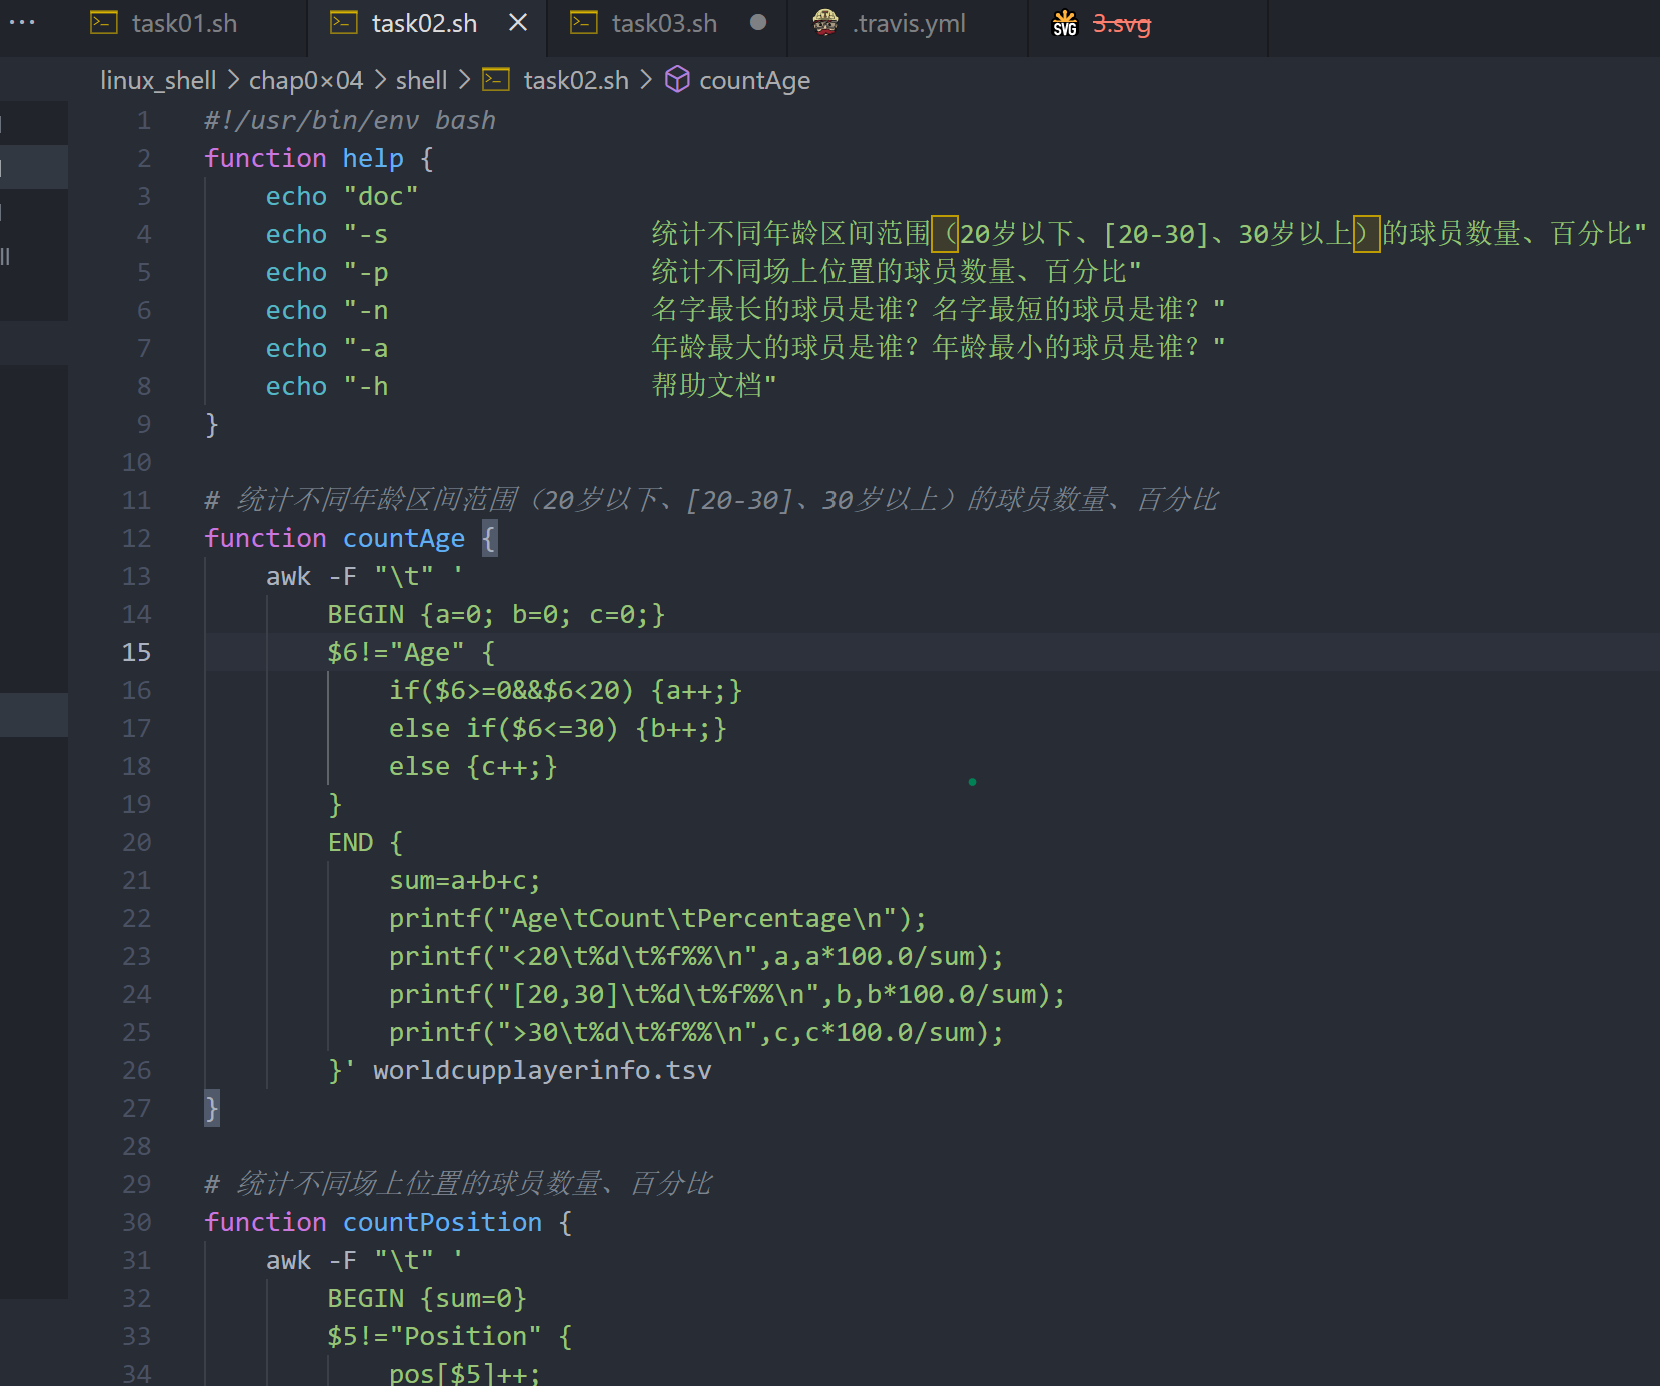 ··· task01.sh task02.sh × task03.sh ● .travis.yml SVG 3.svg
linux_shell > chap0×04 > shell > task02.sh > countAge
1 #!/usr/bin/env bash
2 function help {
3     echo "doc"
4     echo "-s                 统计不同年龄区间范围（20岁以下、[20-30]、30岁以上）的球员数量、百分比"
5     echo "-p                 统计不同场上位置的球员数量、百分比"
6     echo "-n                 名字最长的球员是谁？名字最短的球员是谁？"
7     echo "-a                 年龄最大的球员是谁？年龄最小的球员是谁？"
8     echo "-h                 帮助文档"
9 }
10
11 # 统计不同年龄区间范围（20岁以下、[20-30]、30岁以上）的球员数量、百分比
12 function countAge {
13     awk -F "\t" '
14         BEGIN {a=0; b=0; c=0;}
15         $6!="Age" {
16             if($6>=0&&$6<20) {a++;}
17             else if($6<=30) {b++;}
18             else {c++;}
19         }
20         END {
21             sum=a+b+c;
22             printf("Age\tCount\tPercentage\n");
23             printf("<20\t%d\t%f%%\n",a,a*100.0/sum);
24             printf("[20,30]\t%d\t%f%%\n",b,b*100.0/sum);
25             printf(">30\t%d\t%f%%\n",c,c*100.0/sum);
26         }' worldcupplayerinfo.tsv
27 }
28
29 # 统计不同场上位置的球员数量、百分比
30 function countPosition {
31     awk -F "\t" '
32         BEGIN {sum=0}
33         $5!="Position" {
34             pos[$5]++;